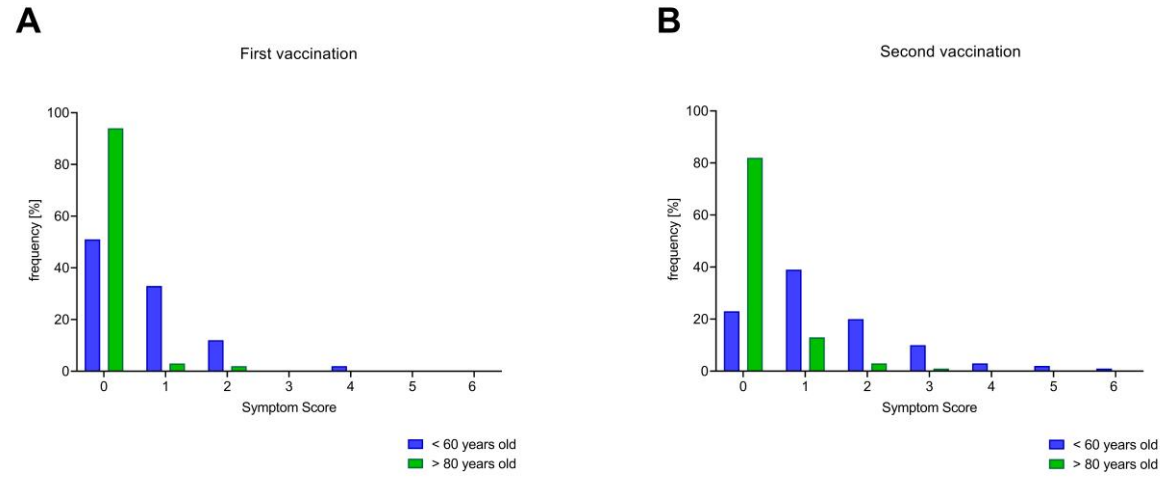 A
First vaccination
frequency [%]
100
80
60
40
20
0
0 1 2 3 4 5 6
Symptom Score
< 60 years old
> 80 years old
B
Second vaccination
frequency [%]
100
80
60
40
20
0
0 1 2 3 4 5 6
Symptom Score
< 60 years old
> 80 years old